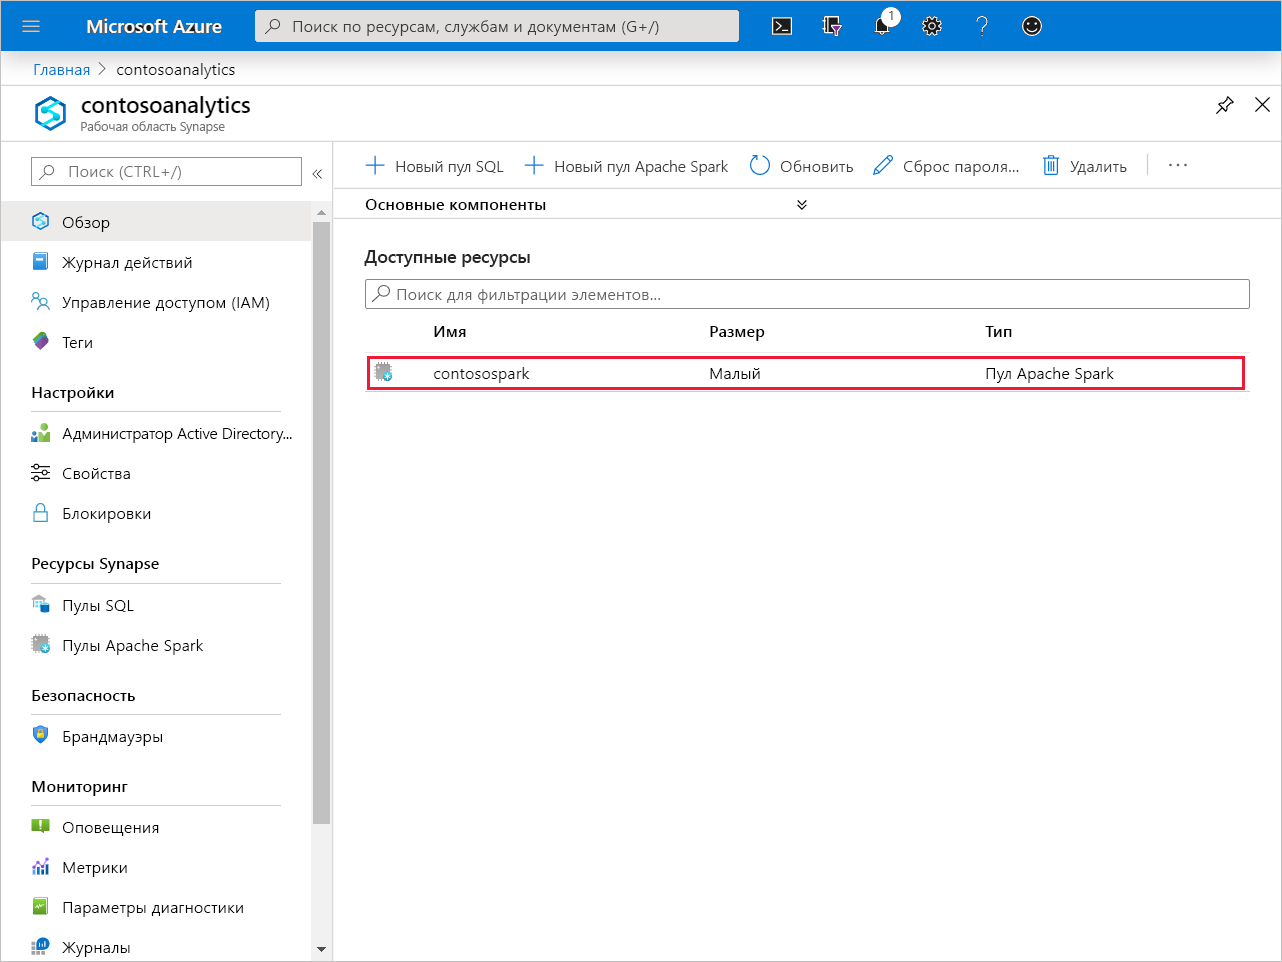 Microsoft Azure
Поиск по ресурсам, службам и документам (G+/)
1
Главная > contosoanalytics
contosoanalytics
Рабочая область Synapse
Поиск (CTRL+/)
«
Новый пул SQL
Новый пул Apache Spark
Обновить
Сброс пароля...
Удалить
...
Обзор
Журнал действий
Управление доступом (IAM)
Теги
Настройки
Администратор Active Directory...
Свойства
Блокировки
Ресурсы Synapse
Пулы SQL
Пулы Apache Spark
Безопасность
Брандмауэры
Мониторинг
Оповещения
Метрики
Параметры диагностики
Журналы
Основные компоненты
Доступные ресурсы
Поиск для фильтрации элементов...
Имя Размер Тип
contosospark Малый Пул Apache Spark